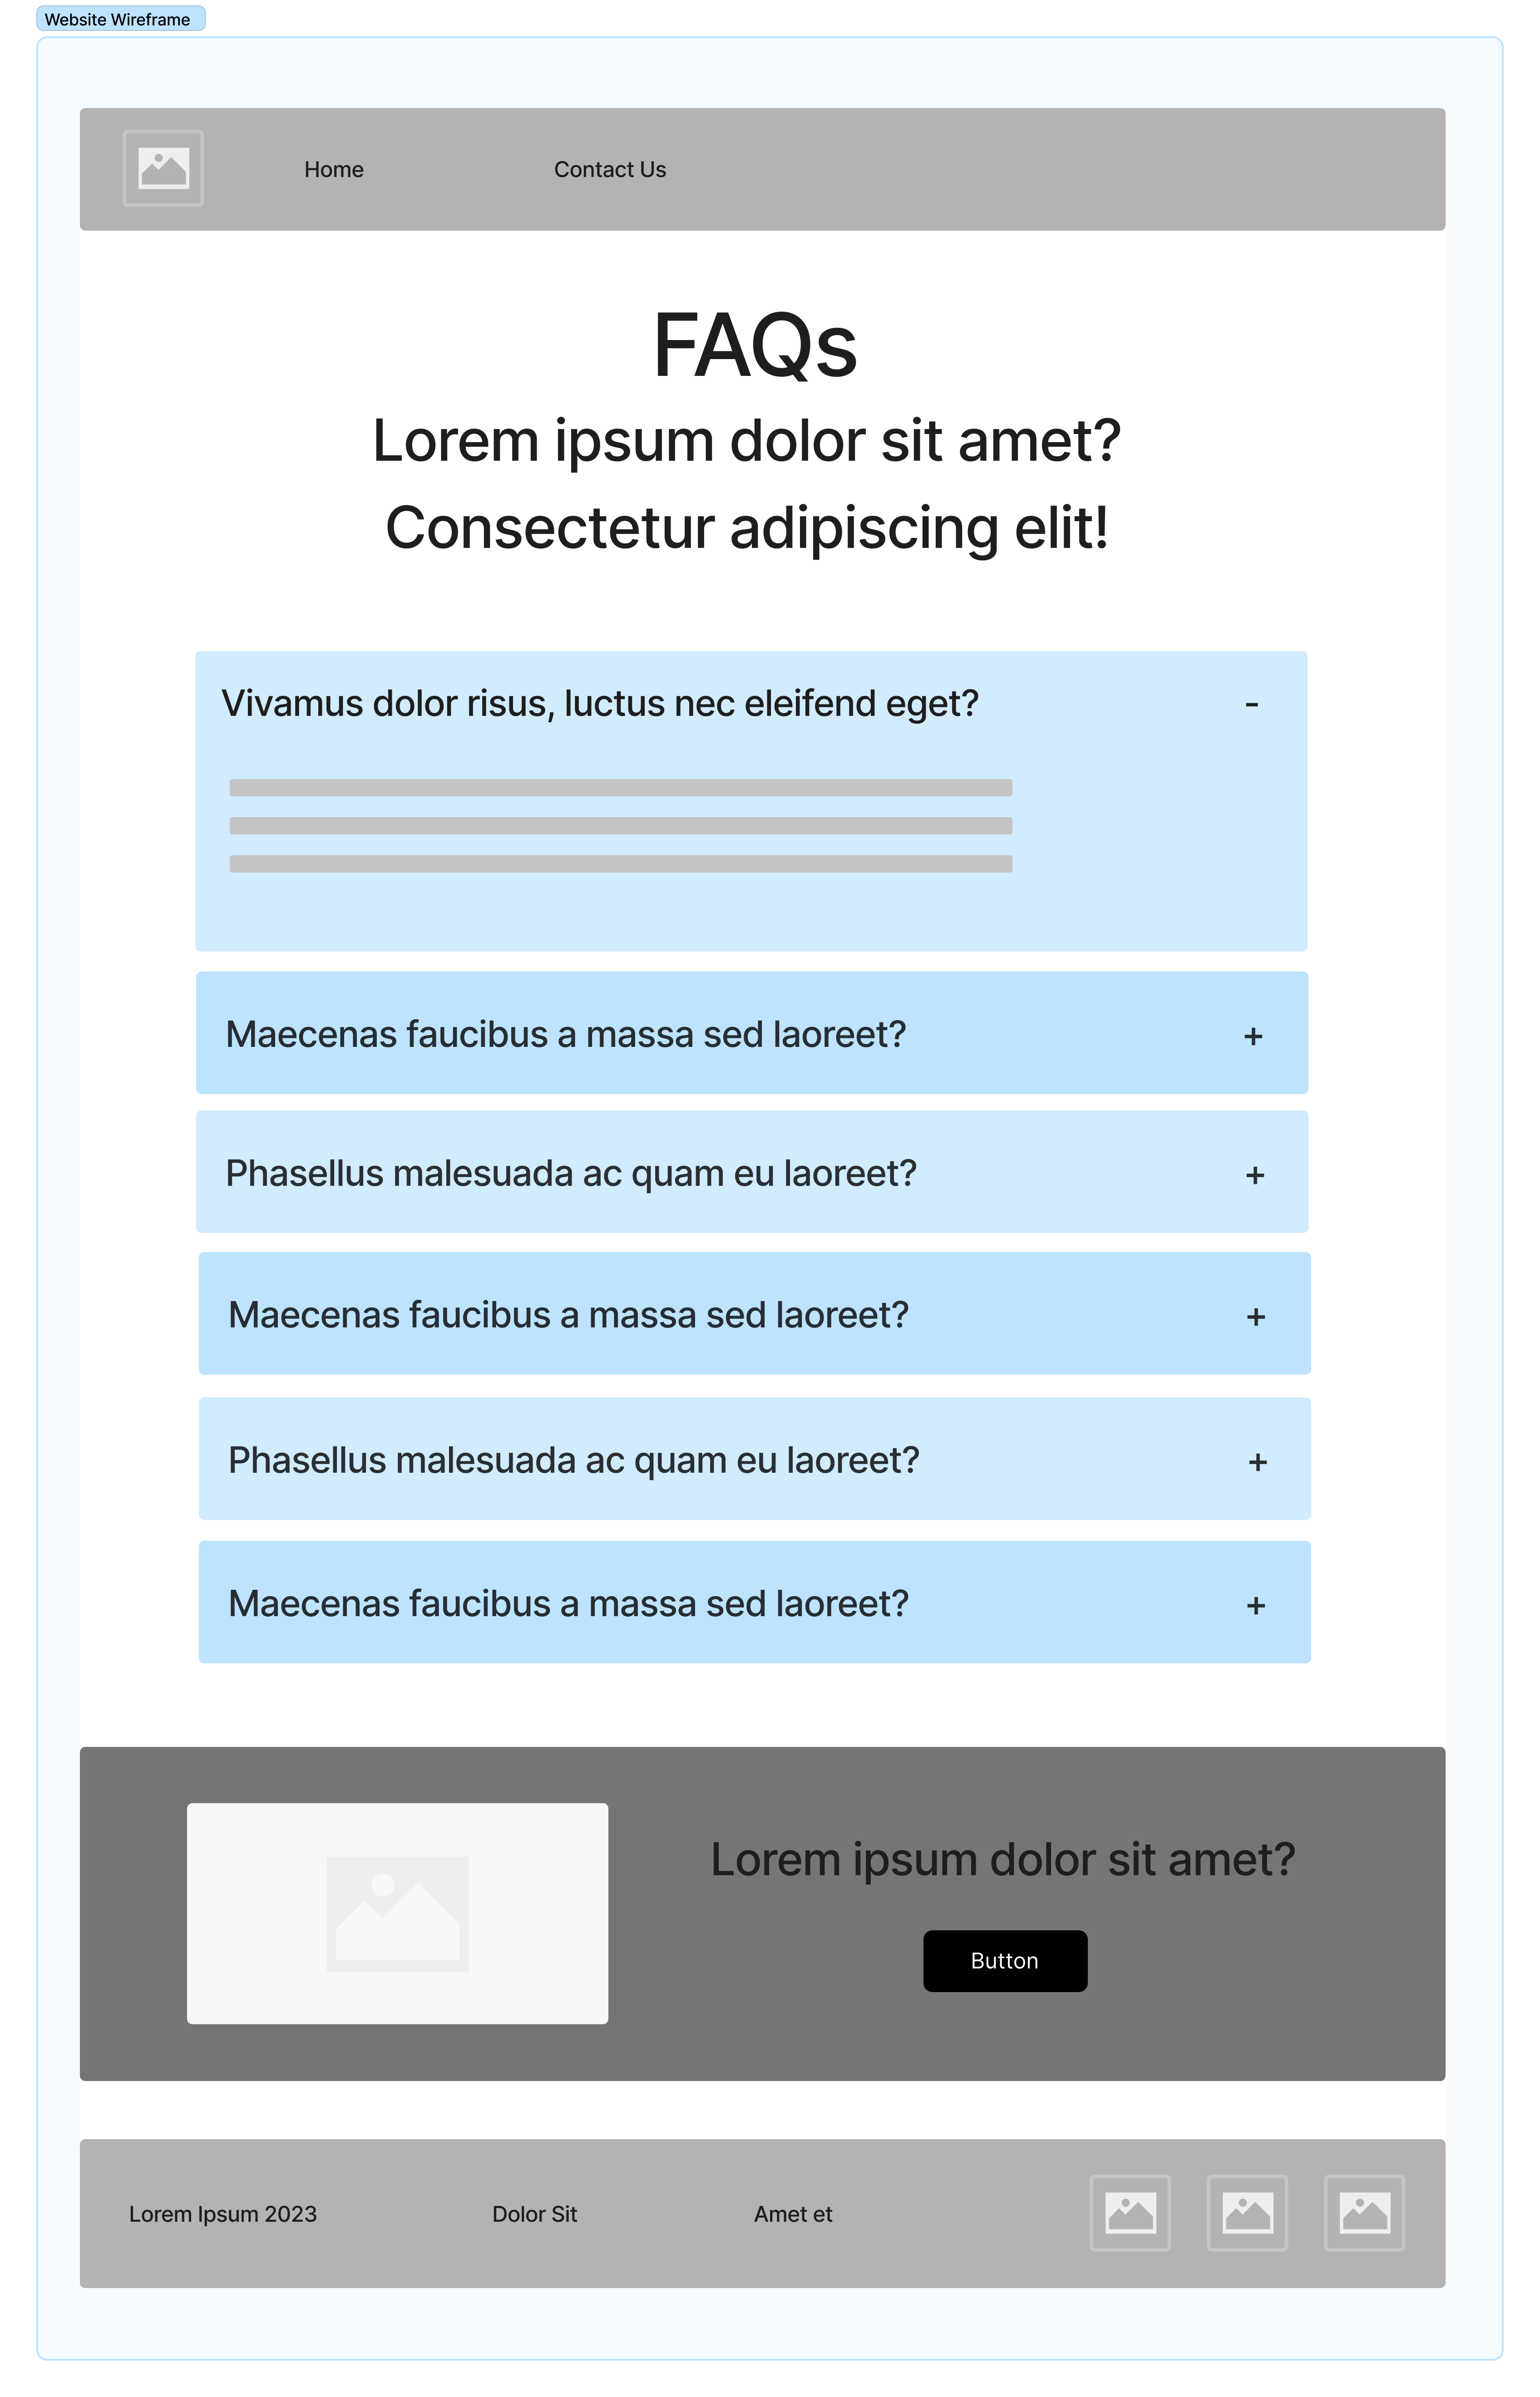 Website Wireframe
Home
Contact Us
FAQs
Lorem ipsum dolor sit amet?
Consectetur adipiscing elit!
Vivamus dolor risus, luctus nec eleifend eget?
-
Maecenas faucibus a massa sed laoreet?
+
Phasellus malesuada ac quam eu laoreet?
+
Maecenas faucibus a massa sed laoreet?
+
Phasellus malesuada ac quam eu laoreet?
+
Maecenas faucibus a massa sed laoreet?
+
Lorem ipsum dolor sit amet?
Button
Lorem Ipsum 2023
Dolor Sit
Amet et